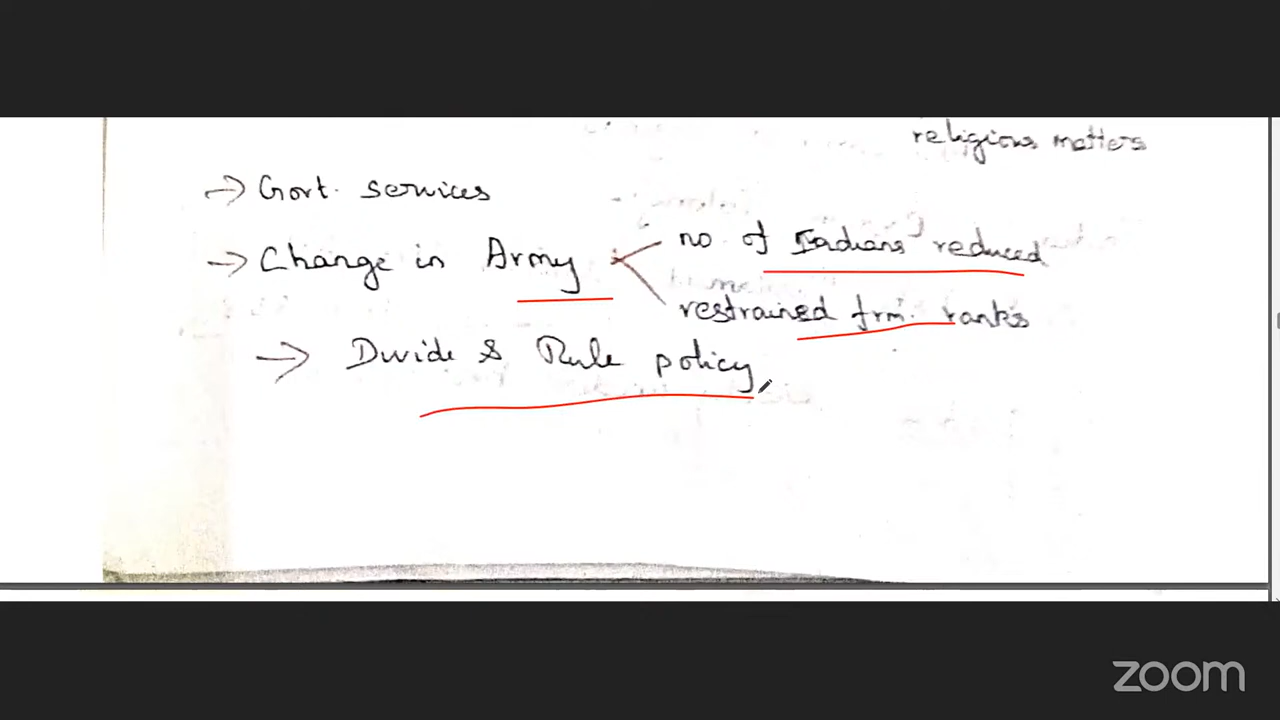 religious matters
→ Govt. services
→ Change in Army
no of Indians reduced
restrained frm. ranks
→ Divide & Rule policy
zoom